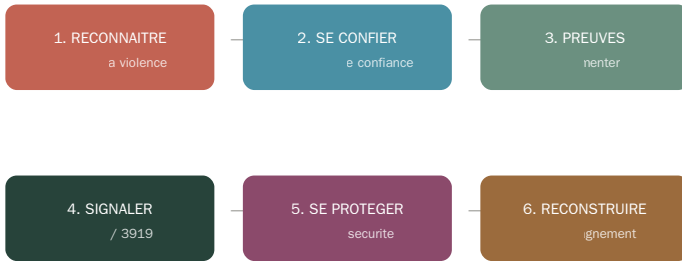 1. RECONNAITRE
a violence
2. SE CONFIER
e confiance
3. PREUVES
menter
4. SIGNALER
/ 3919
5. SE PROTEGER
securite
6. RECONSTRUIRE
gnement